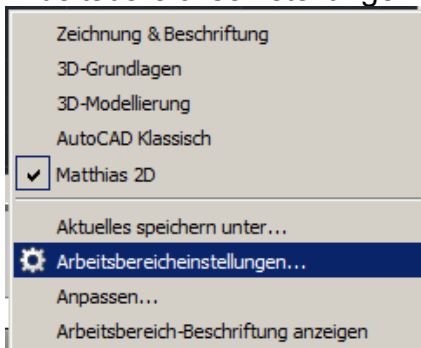 Zeichnung & Beschriftung
3D-Grundlagen
3D-Modellierung
AutoCAD Klassisch
Matthias 2D
Aktuelles speichern unter...
Arbeitsbereicheinstellungen...
Anpassen...
Arbeitsbereich-Beschriftung anzeigen